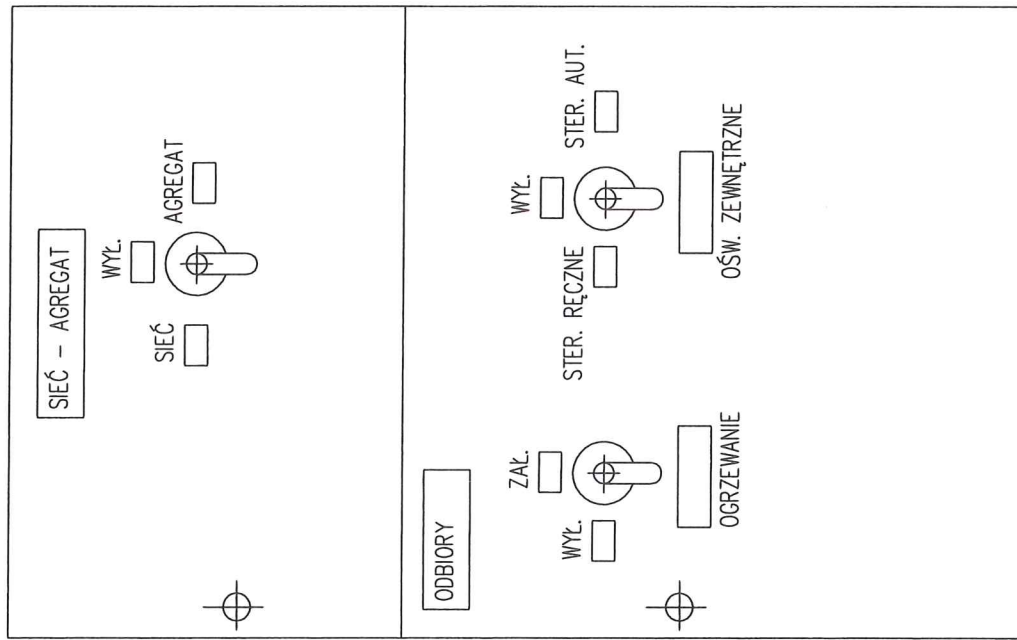 SIEĆ - AGREGAT
WYŁ.
SIEĆ
AGREGAT
ODBIORY
ZAŁ.
WYŁ.
OGRZEWANIE
WYŁ.
STER. RĘCZNE
STER. AUT.
OŚW. ZEWNĘTRZNE